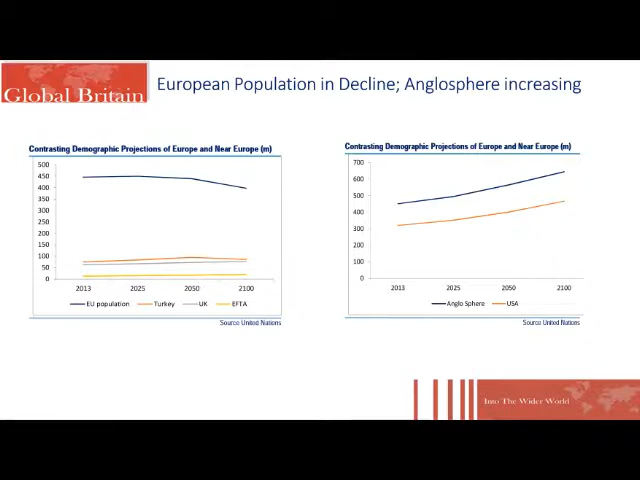 Global Britain
European Population in Decline; Anglosphere increasing
Contrasting Demographic Projections of Europe and Near Europe (m)
500
450
400
350
300
250
200
150
100
50
0
2013 2025 2050 2100
EU population Turkey UK EFTA
Source United Nations
Contrasting Demographic Projections of Europe and Near Europe (m)
700
600
500
400
300
200
100
0
2013 2025 2050 2100
Anglo Sphere USA
Source United Nations
Into The Wider World